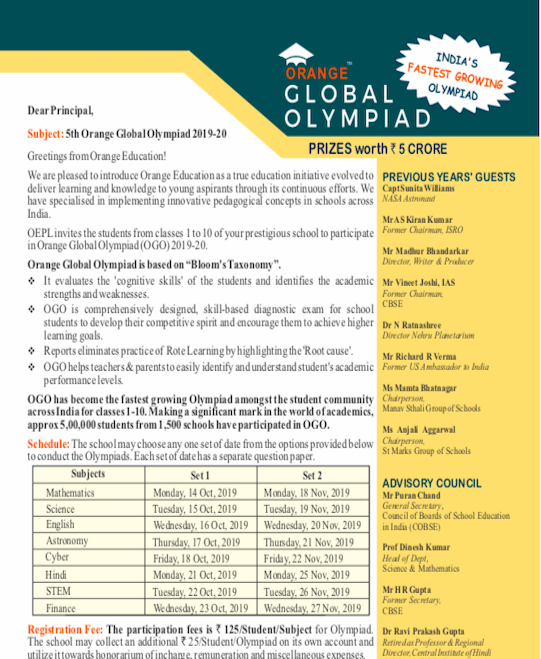 INDIA'S
FASTEST GROWING
OLYMPIAD
ORANGE™
GLOBAL
OLYMPIAD
PRIZES worth ₹ 5 CRORE
Dear Principal,
Subject: 5th Orange Global Olympiad 2019-20
Greetings from Orange Education!
We are pleased to introduce Orange Education as a true education initiative evolved to
deliver learning and knowledge to young aspirants through its continuous efforts. We
have specialised in implementing innovative pedagogical concepts in schools across
India.
OEPL invites the students from classes 1 to 10 of your prestigious school to participate
in Orange Global Olympiad (OGO) 2019-20.
Orange Global Olympiad is based on “Bloom's Taxonomy”.
❖ It evaluates the 'cognitive skills' of the students and identifies the academic
strengths and weaknesses.
❖ OGO is comprehensively designed, skill-based diagnostic exam for school
students to develop their competitive spirit and encourage them to achieve higher
learning goals.
❖ Reports eliminates practice of Rote Learning by highlighting the 'Root cause'.
❖ OGO helps teachers & parents to easily identify and understand student's academic
performance levels.
OGO has become the fastest growing Olympiad amongst the student community
across India for classes 1-10. Making a significant mark in the world of academics,
approx 5,00,000 students from 1,500 schools have participated in OGO.
Schedule: The school may choose any one set of date from the options provided below
to conduct the Olympiads. Each set of date has a separate question paper.
Subjects Set 1 Set 2
Mathematics Monday, 14 Oct, 2019 Monday, 18 Nov, 2019
Science Tuesday, 15 Oct, 2019 Tuesday, 19 Nov, 2019
English Wednesday, 16 Oct, 2019 Wednesday, 20 Nov, 2019
Astronomy Thursday, 17 Oct, 2019 Thursday, 21 Nov, 2019
Cyber Friday, 18 Oct, 2019 Friday, 22 Nov, 2019
Hindi Monday, 21 Oct, 2019 Monday, 25 Nov, 2019
STEM Tuesday, 22 Oct, 2019 Tuesday, 26 Nov, 2019
Finance Wednesday, 23 Oct, 2019 Wednesday, 27 Nov, 2019
Registration Fee: The participation fees is ₹ 125/Student/Subject for Olympiad.
The school may collect an additional ₹ 25/Student/Olympiad on its own account and
utilize it towards honorarium of incharge, remuneration and miscellaneous expenses.
PREVIOUS YEARS' GUESTS
Capt Sunita Williams
NASA Astronaut
Mr A S Kiran Kumar
Former Chairman, ISRO
Mr Madhur Bhandarkar
Director, Writer & Producer
Mr Vineet Joshi, IAS
Former Chairman,
CBSE
Dr N Ratnashree
Director Nehru Planetarium
Mr Richard R Verma
Former US Ambassador to India
Ms Mamta Bhatnagar
Chairperson,
Manav Sthali Group of Schools
Ms Anjali Aggarwal
Chairperson,
St Marks Group of Schools
ADVISORY COUNCIL
Mr Puran Chand
General Secretary,
Council of Boards of School Education
in India (COBSE)
Prof Dinesh Kumar
Head of Dept,
Science & Mathematics
Mr H R Gupta
Former Secretary,
CBSE
Dr Ravi Prakash Gupta
Retired as Professor & Regional
Director, Central Institute of Hindi